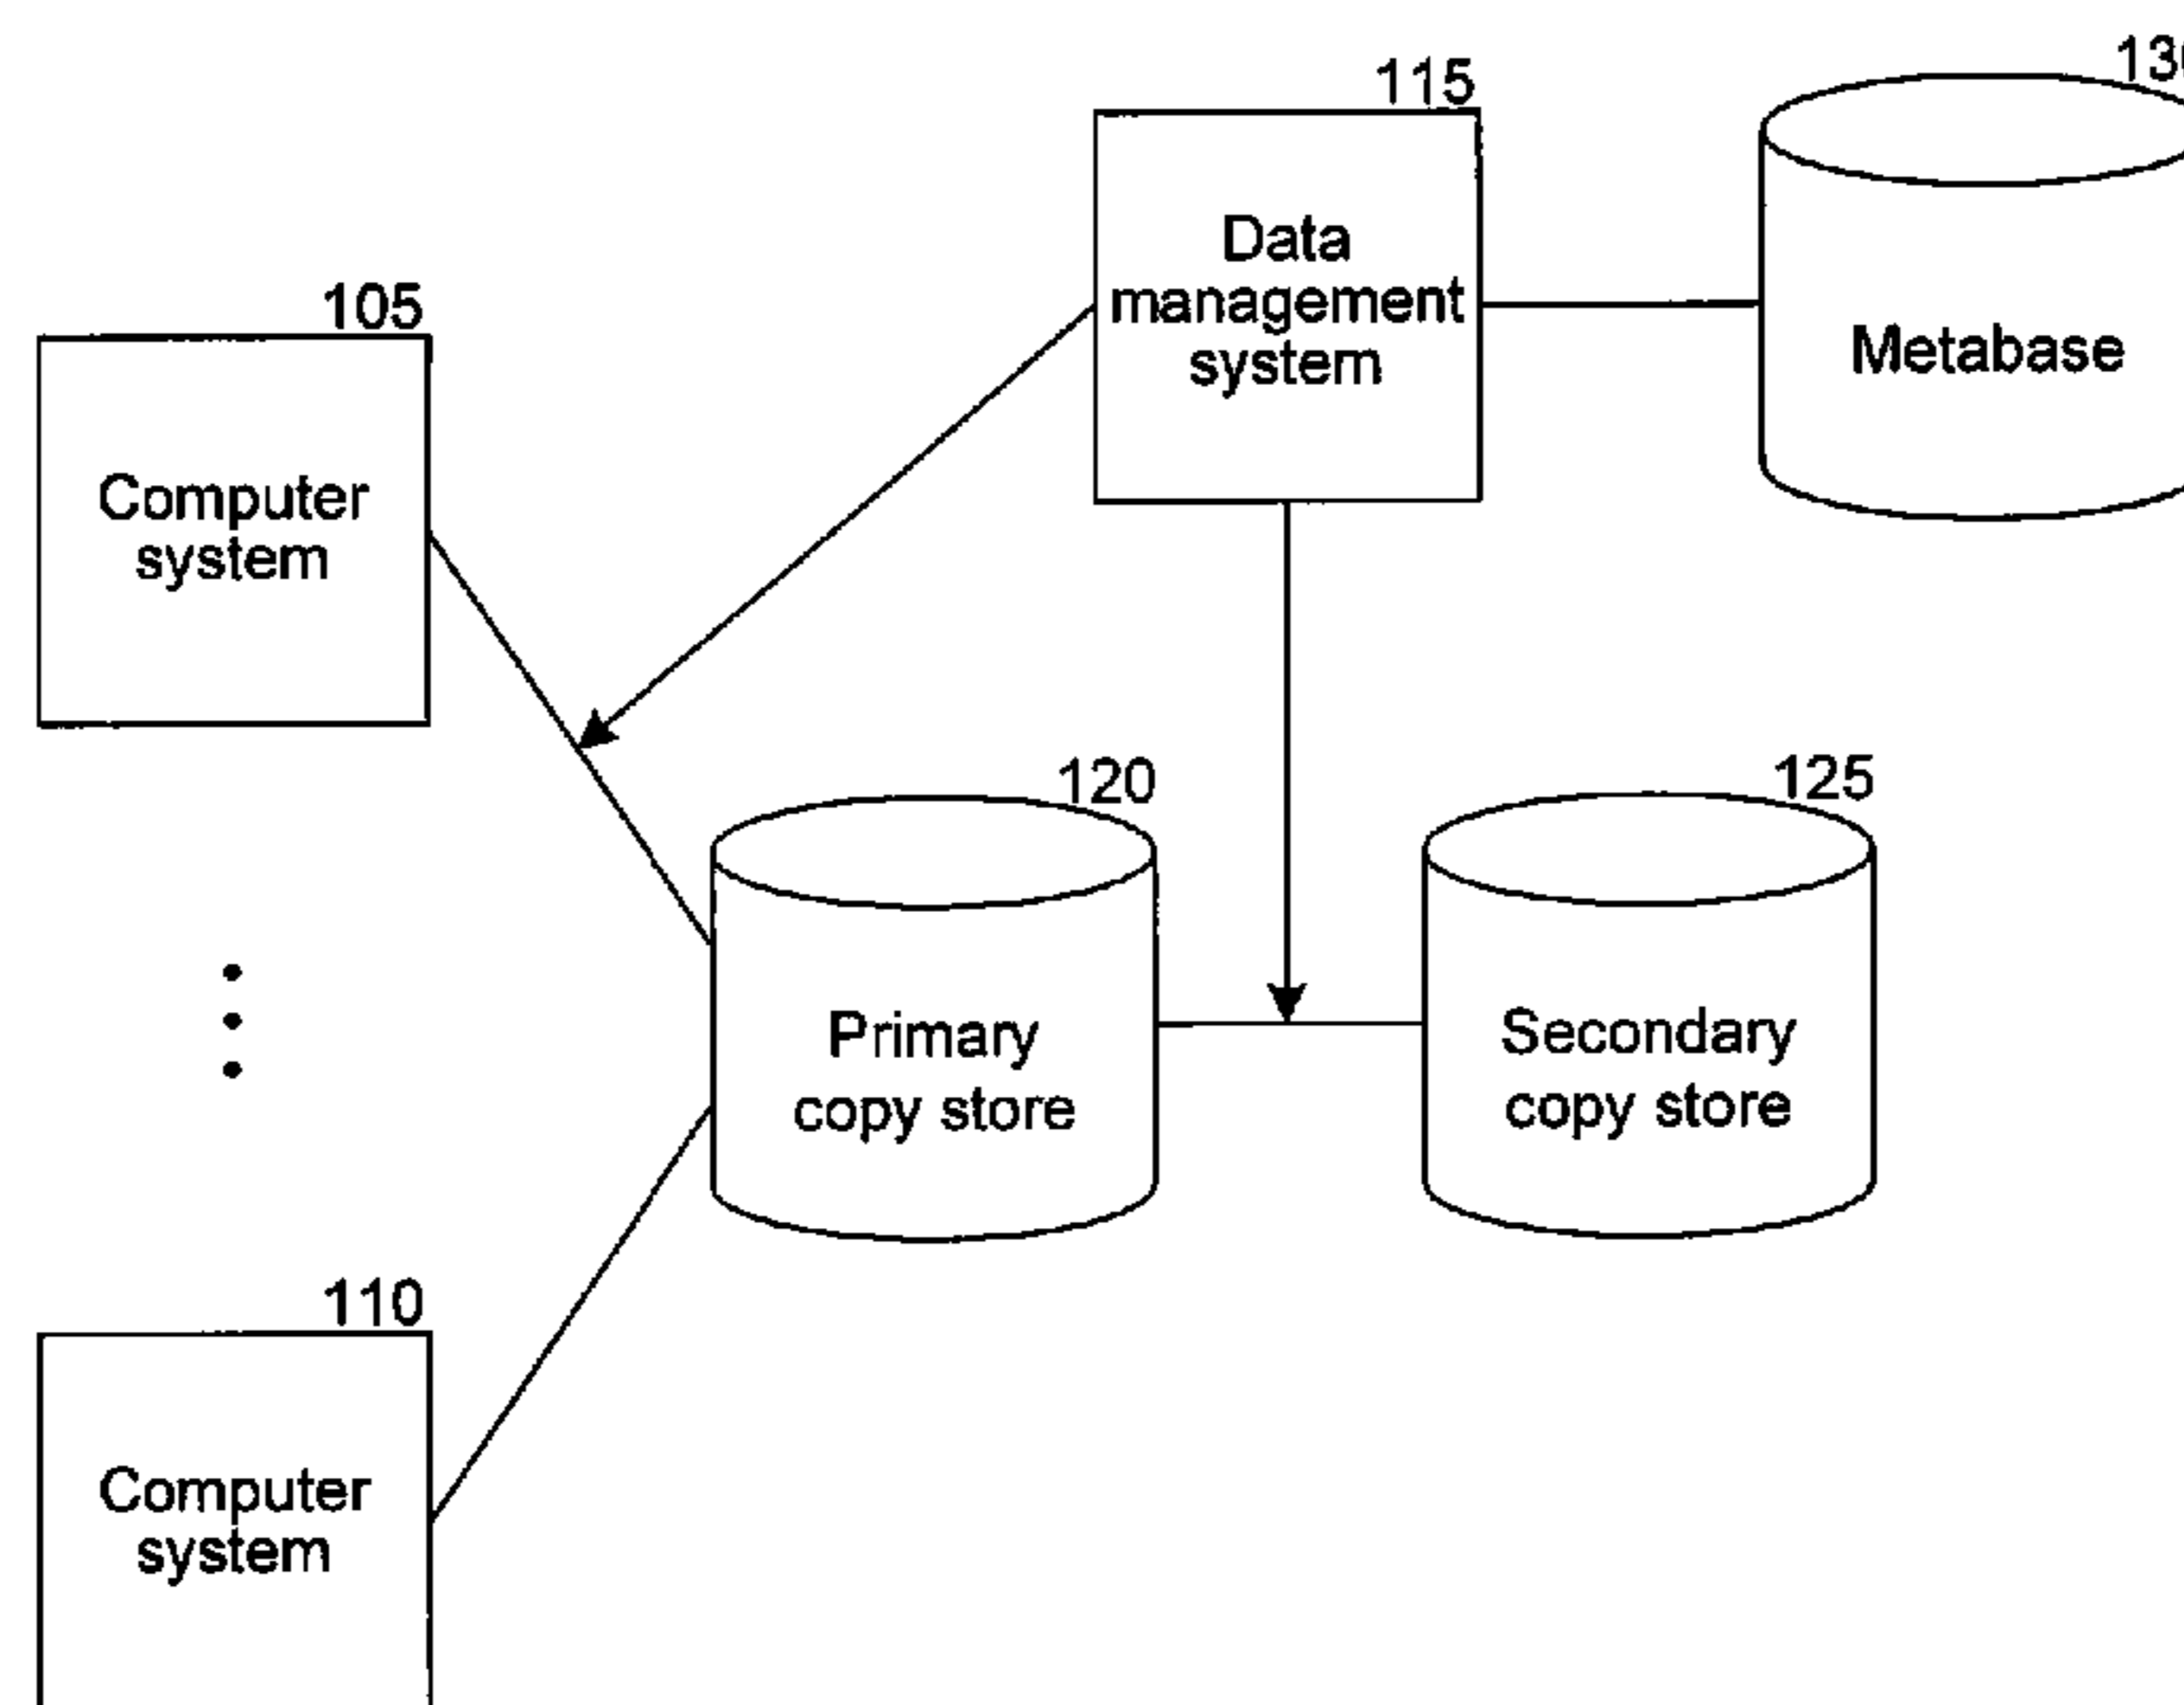 115
Data
management
system
Metabase
105
Computer
system
120
Primary
copy store
125
Secondary
copy store
110
Computer
system